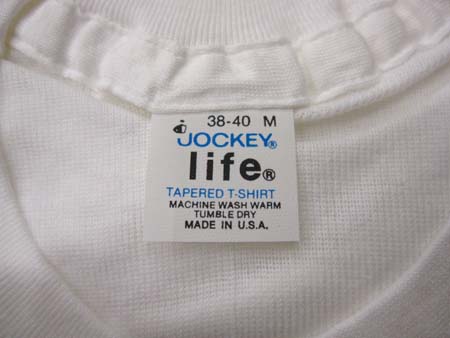 38-40 M
JOCKEY®
life®
TAPERED T-SHIRT
MACHINE WASH WARM
TUMBLE DRY
MADE IN U.S.A.